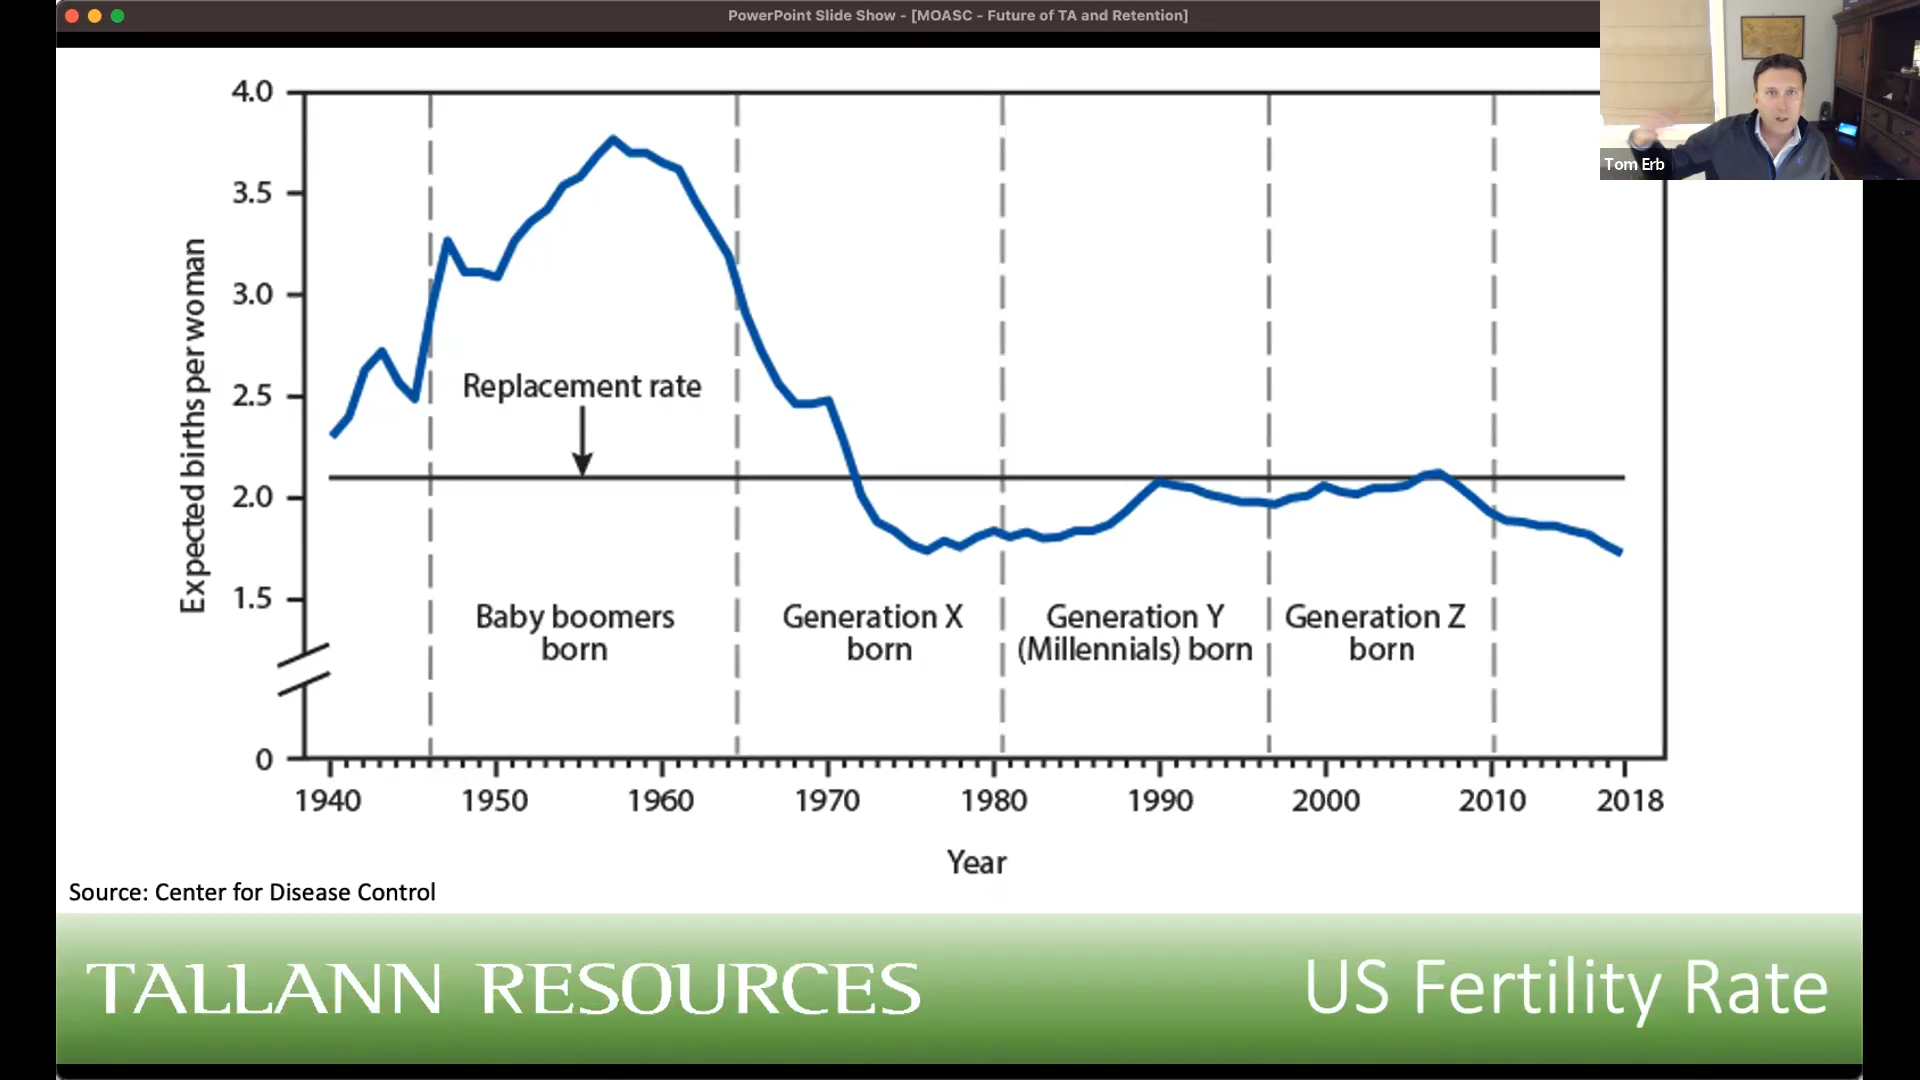 PowerPoint Slide Show - [MOASC - Future of TA and Retention]
Tom Erb
4.0
3.5
3.0
2.5
2.0
1.5
0
Expected births per woman
Replacement rate
Baby boomers
born
Generation X
born
Generation Y
(Millennials) born
Generation Z
born
1940 1950 1960 1970 1980 1990 2000 2010 2018
Year
Source: Center for Disease Control
TALLANN RESOURCES
US Fertility Rate